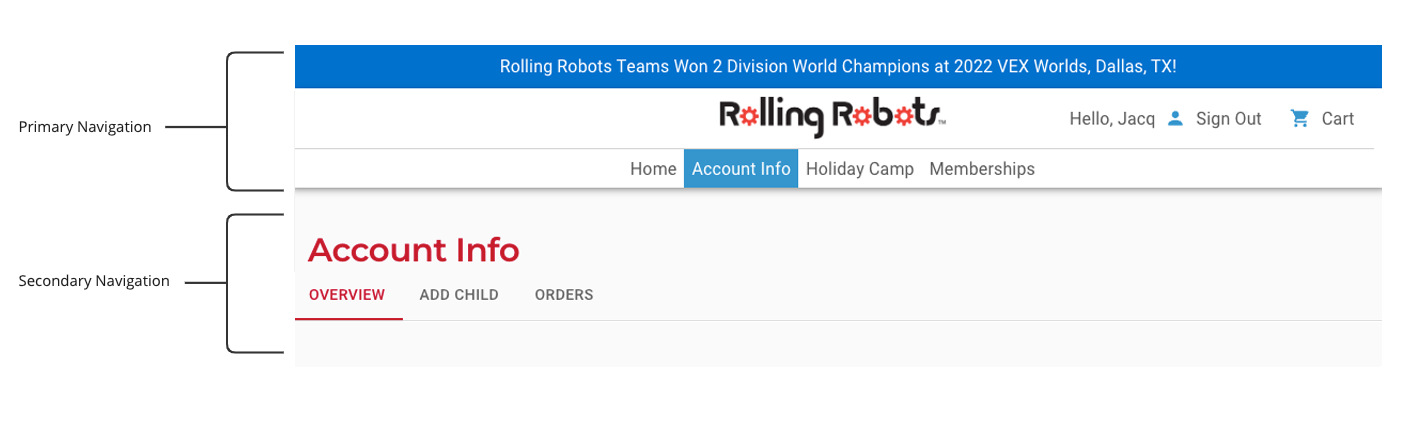 Rolling Robots Teams Won 2 Division World Champions at 2022 VEX Worlds, Dallas, TX!
Primary Navigation
Rolling Robots™
Hello, Jacq Sign Out Cart
Home Account Info Holiday Camp Memberships
Account Info
Secondary Navigation
OVERVIEW ADD CHILD ORDERS